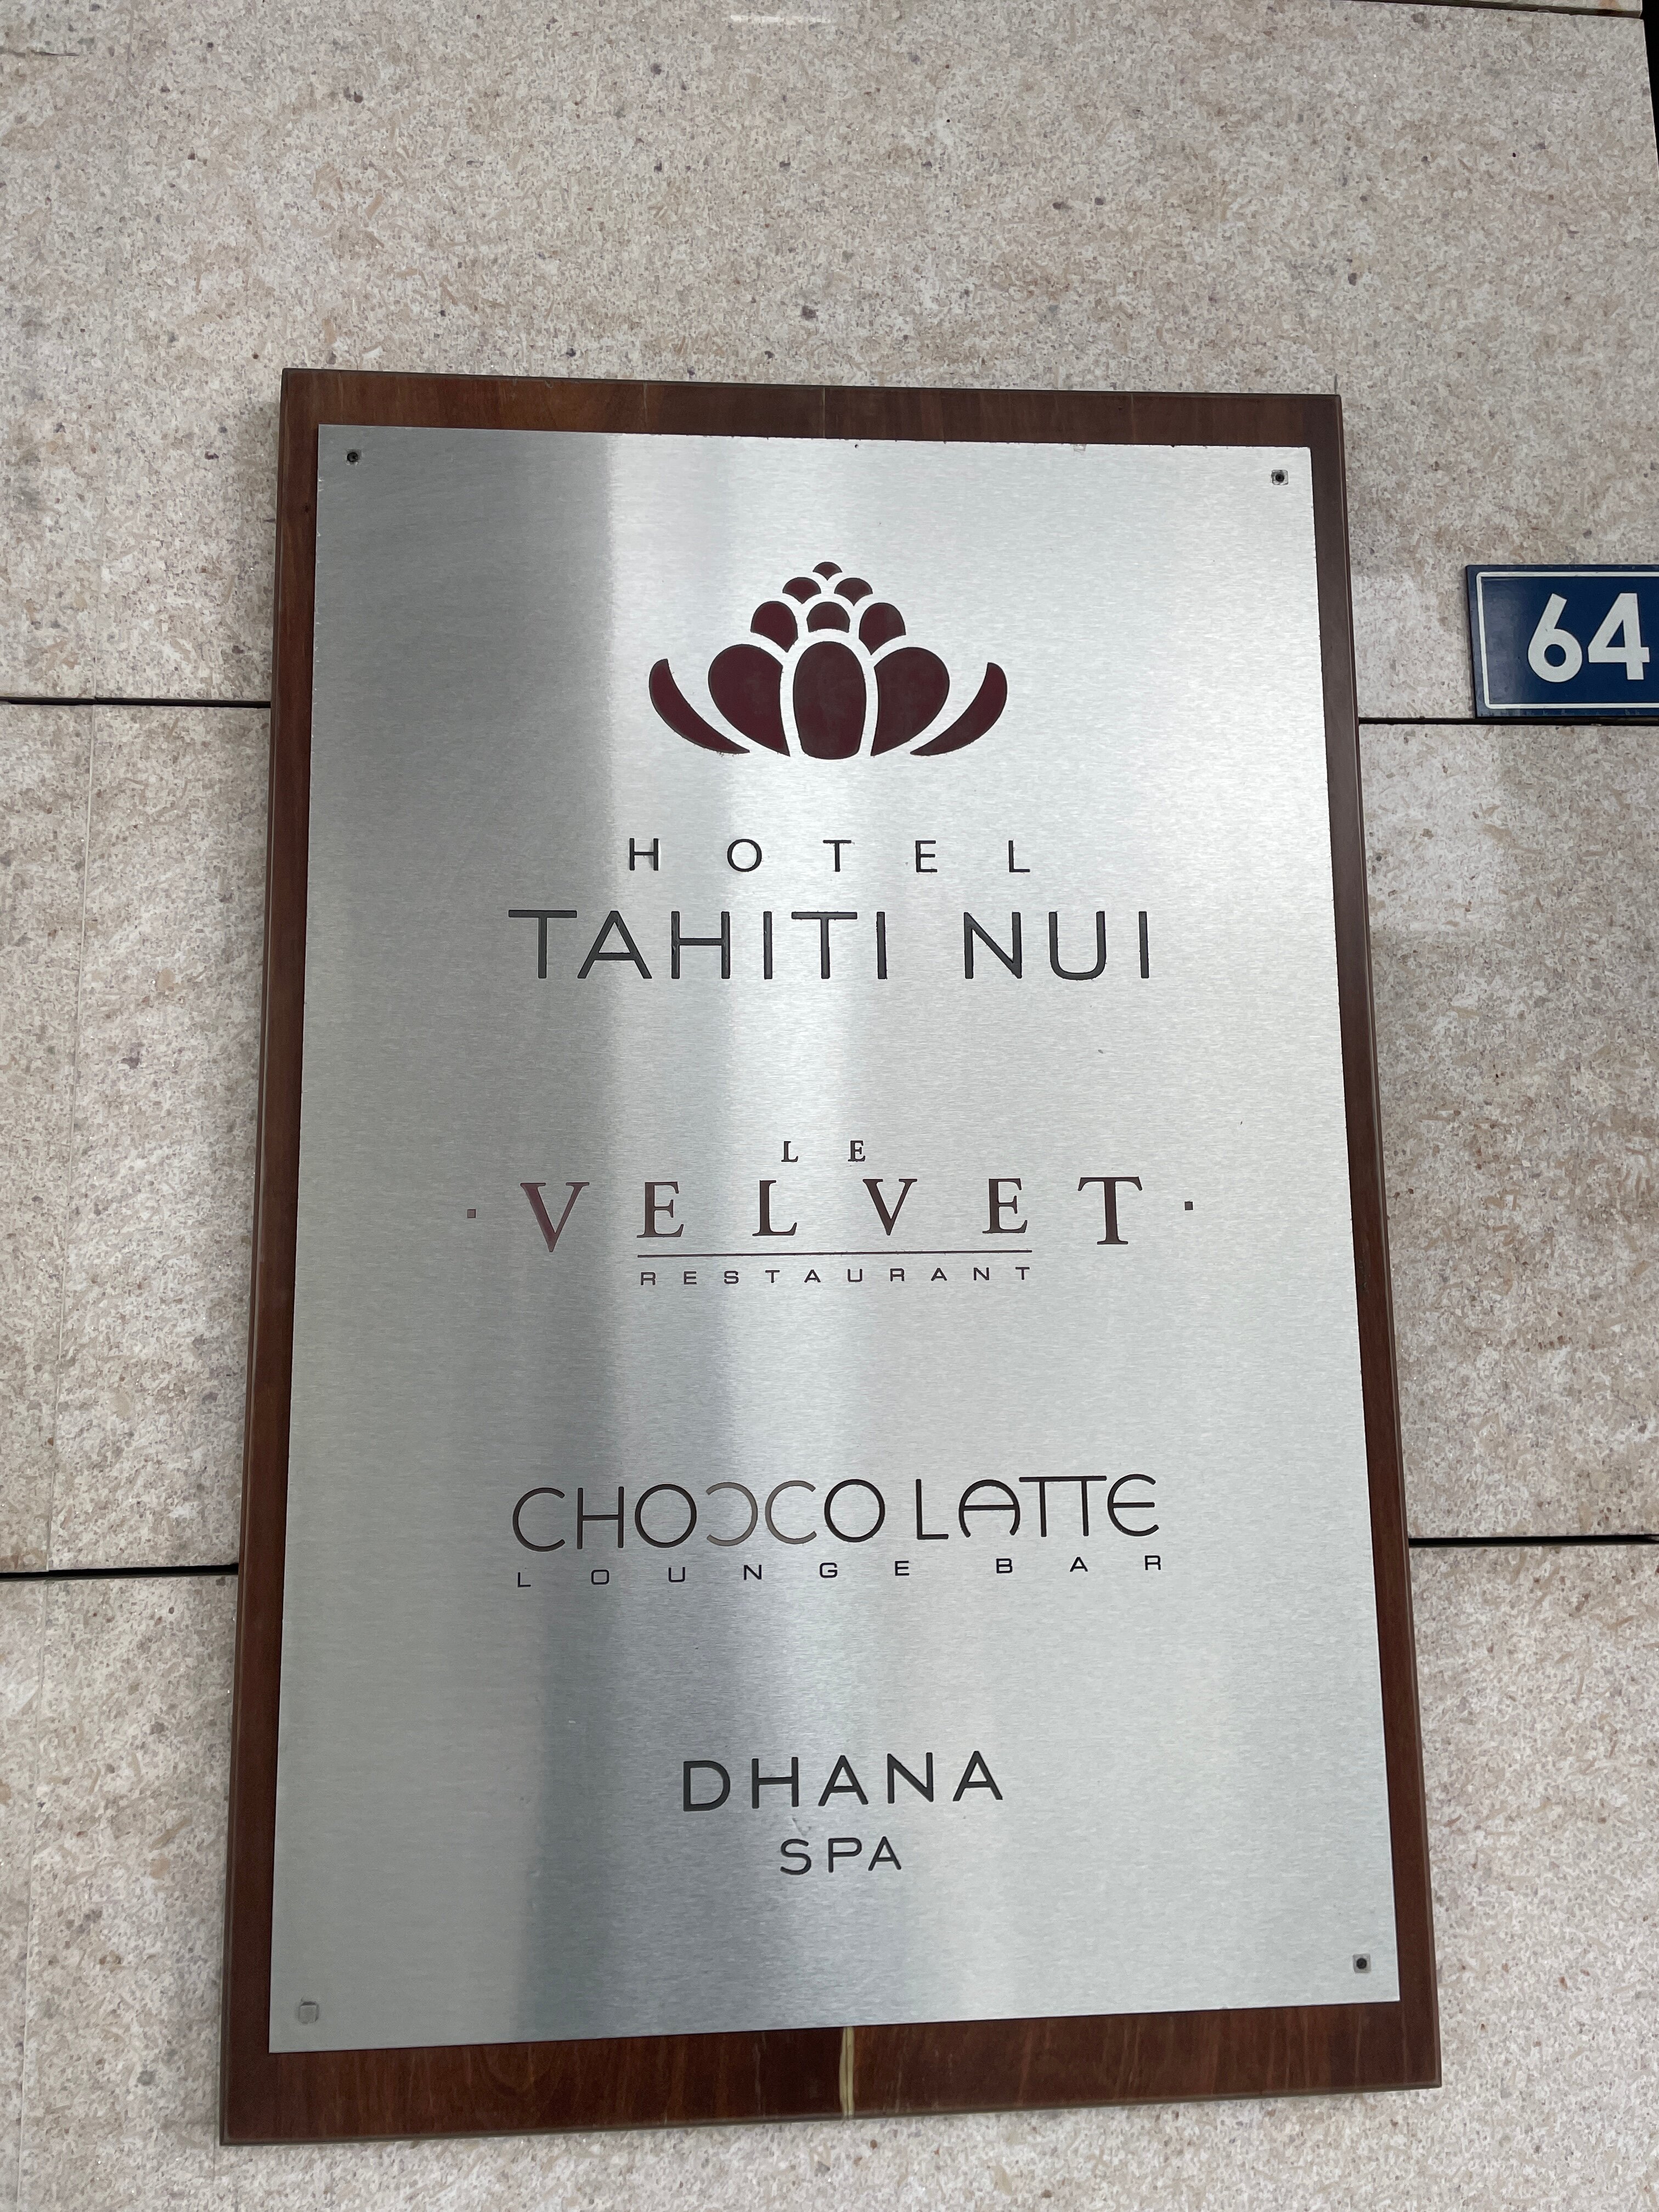 HOTEL
TAHITI NUI
64
LE
· VELVET ·
RESTAURANT
CHOCCO LATTE
LOUNGE BAR
DHANA
SPA